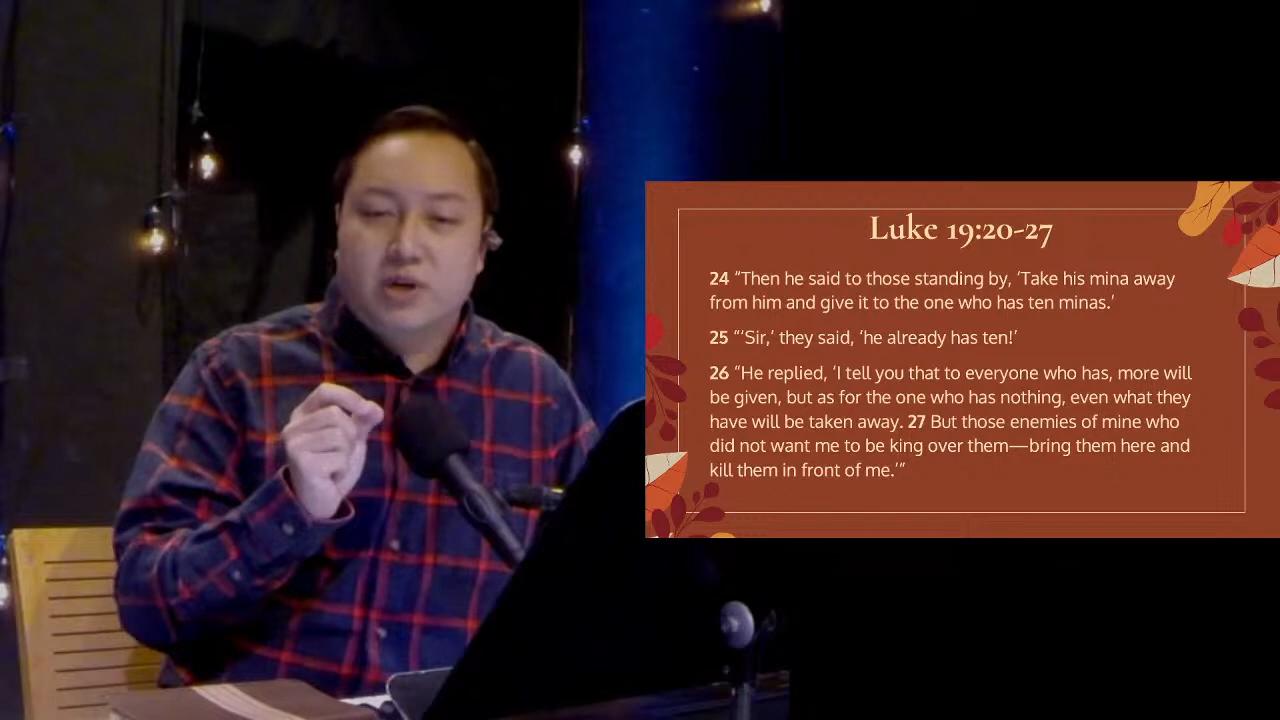 Luke 19:20-27
24 “Then he said to those standing by, ‘Take his mina away
from him and give it to the one who has ten minas.’
25 “‘Sir,’ they said, ‘he already has ten!’
26 “He replied, ‘I tell you that to everyone who has, more will
be given, but as for the one who has nothing, even what they
have will be taken away. 27 But those enemies of mine who
did not want me to be king over them—bring them here and
kill them in front of me.’”